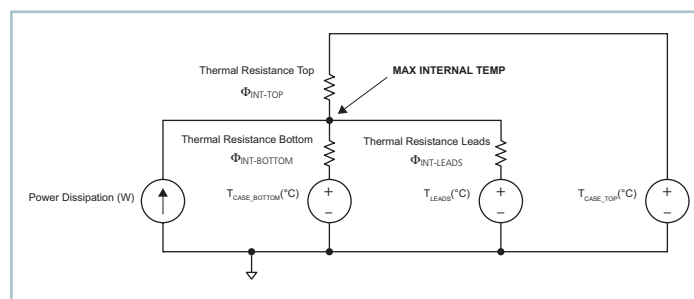 Thermal Resistance Top
MAX INTERNAL TEMP
ΦINT-TOP
Thermal Resistance Bottom
Thermal Resistance Leads
ΦINT-BOTTOM
ΦINT-LEADS
Power Dissipation (W)
TCASE_BOTTOM(°C)
+
–
TLEADS(°C)
+
–
TCASE_TOP(°C)
+
–